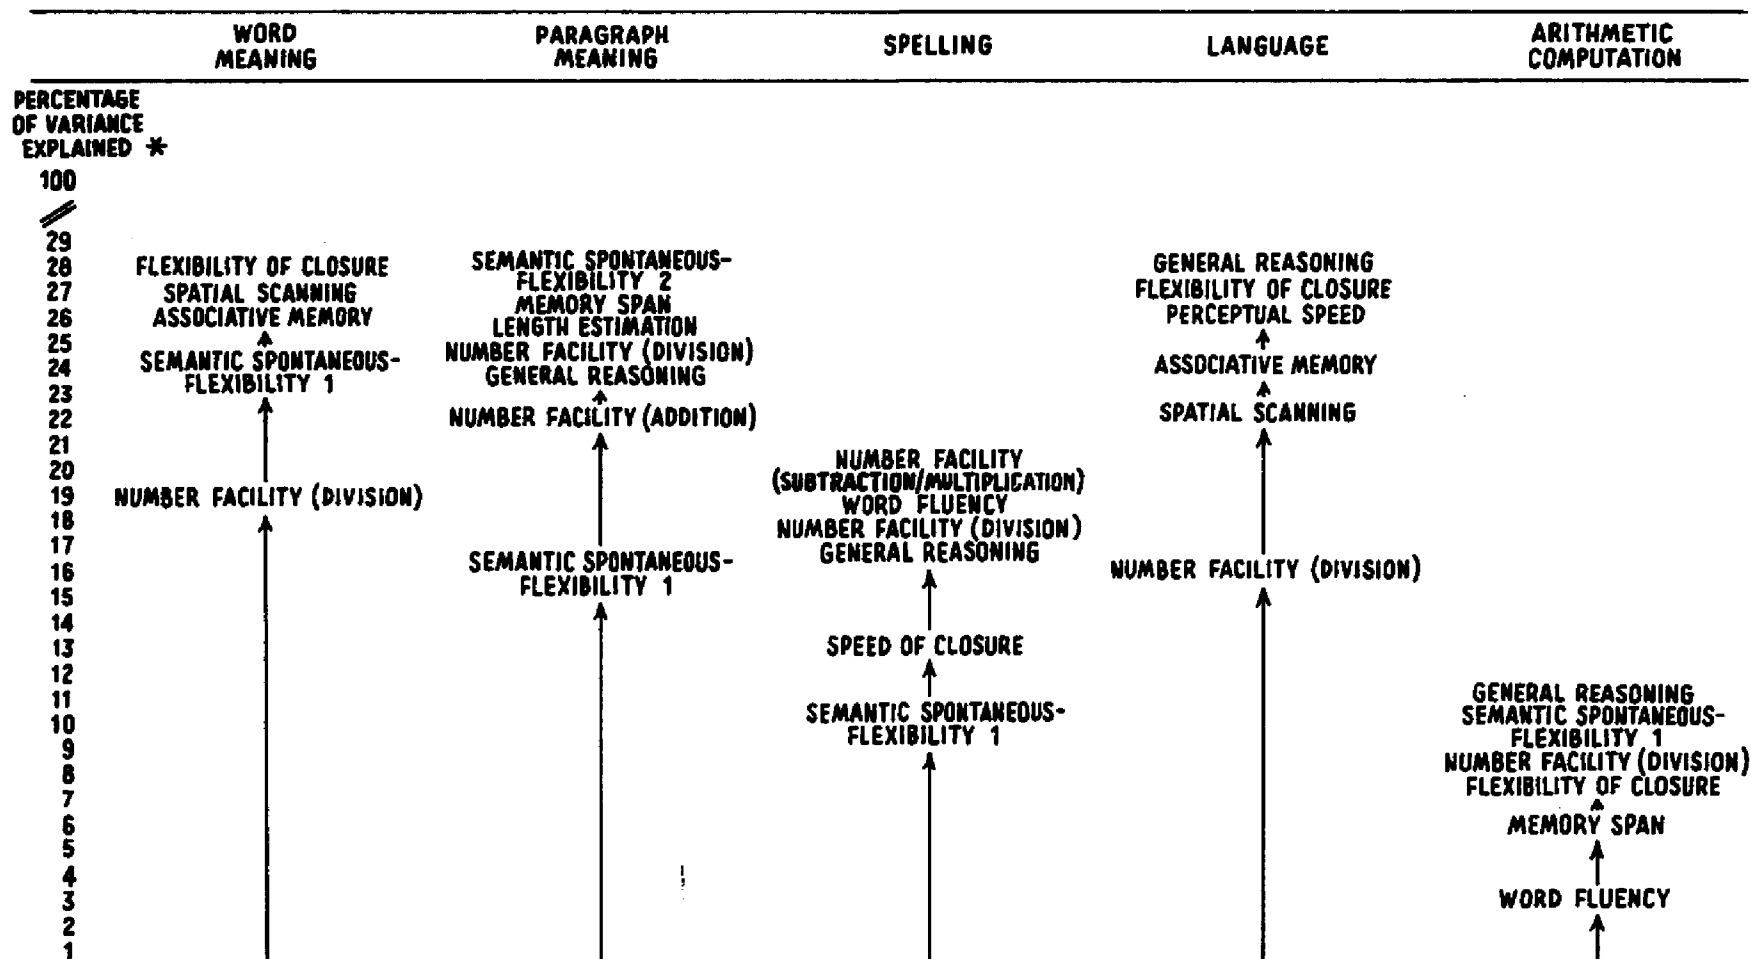 WORD MEANING
PARAGRAPH MEANING
SPELLING
LANGUAGE
ARITHMETIC COMPUTATION
PERCENTAGE
OF VARIANCE
EXPLAINED *
100
29
28
27
26
25
24
23
22
21
20
19
18
17
16
15
14
13
12
11
10
9
8
7
6
5
4
3
2
1
FLEXIBILITY OF CLOSURE
SPATIAL SCANNING
ASSOCIATIVE MEMORY
SEMANTIC SPONTANEOUS-
FLEXIBILITY 1
NUMBER FACILITY (DIVISION)
SEMANTIC SPONTANEOUS-
FLEXIBILITY 2
MEMORY SPAN
LENGTH ESTIMATION
NUMBER FACILITY (DIVISION)
GENERAL REASONING
NUMBER FACILITY (ADDITION)
SEMANTIC SPONTANEOUS-
FLEXIBILITY 1
NUMBER FACILITY
(SUBTRACTION/MULTIPLICATION)
WORD FLUENCY
NUMBER FACILITY (DIVISION)
GENERAL REASONING
SPEED OF CLOSURE
SEMANTIC SPONTANEOUS-
FLEXIBILITY 1
GENERAL REASONING
FLEXIBILITY OF CLOSURE
PERCEPTUAL SPEED
ASSOCIATIVE MEMORY
SPATIAL SCANNING
NUMBER FACILITY (DIVISION)
GENERAL REASONING
SEMANTIC SPONTANEOUS-
FLEXIBILITY 1
NUMBER FACILITY (DIVISION)
FLEXIBILITY OF CLOSURE
MEMORY SPAN
WORD FLUENCY